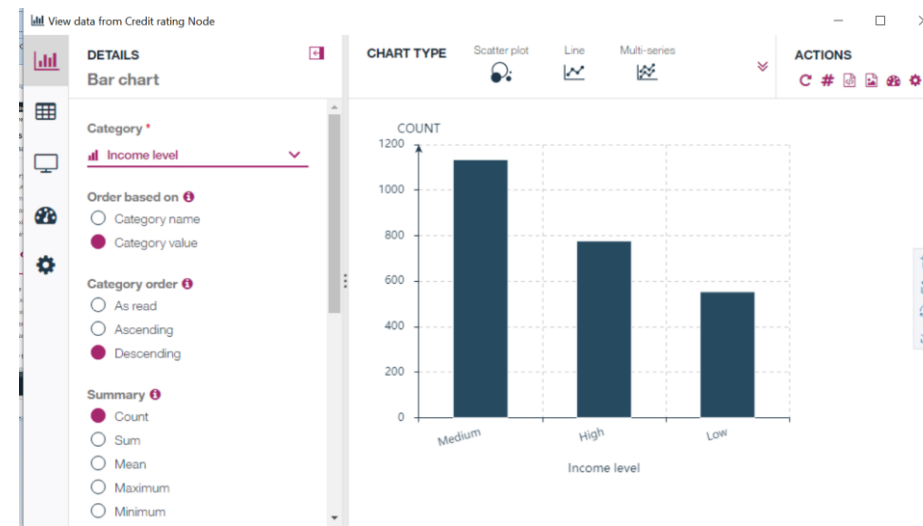 View data from Credit rating Node
DETAILS
Bar chart
Category *
Income level
Order based on
Category name
Category value
Category order
As read
Ascending
Descending
Summary
Count
Sum
Mean
Maximum
Minimum
CHART TYPE
Scatter plot
Line
Multi-series
ACTIONS
COUNT
1200
1000
800
600
400
200
0
Medium
High
Low
Income level